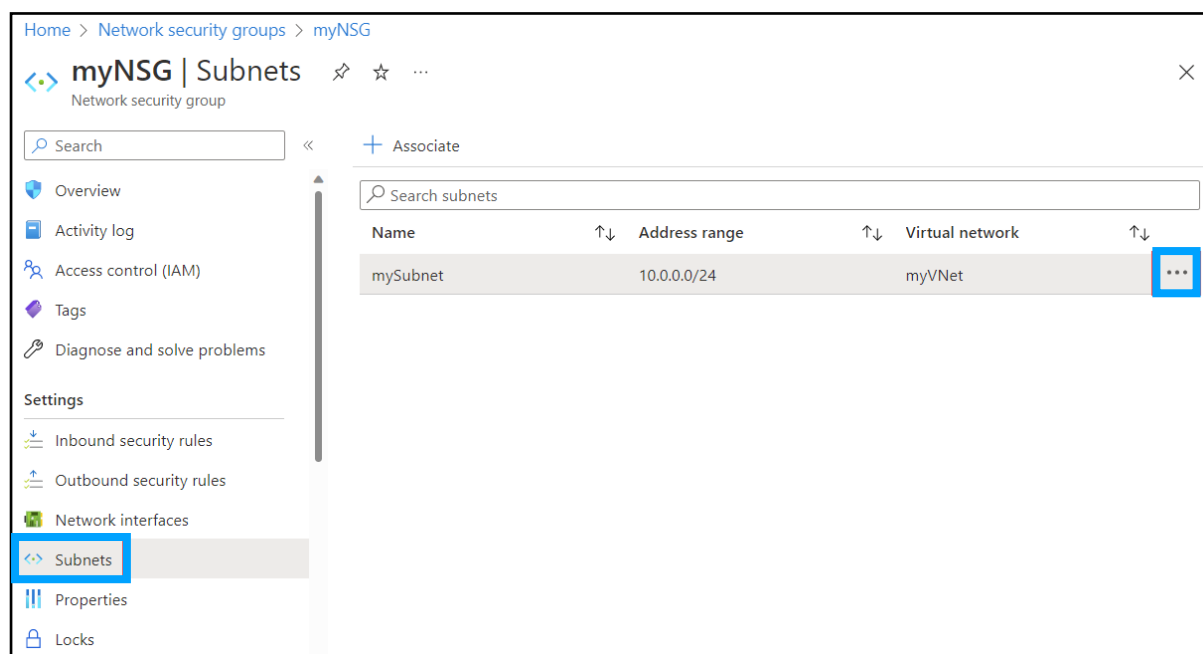 Home > Network security groups > myNSG
myNSG | Subnets
Network security group
Search
Overview
Activity log
Access control (IAM)
Tags
Diagnose and solve problems
Settings
Inbound security rules
Outbound security rules
Network interfaces
Subnets
Properties
Locks
Associate
Search subnets
Name Address range Virtual network
mySubnet 10.0.0.0/24 myVNet